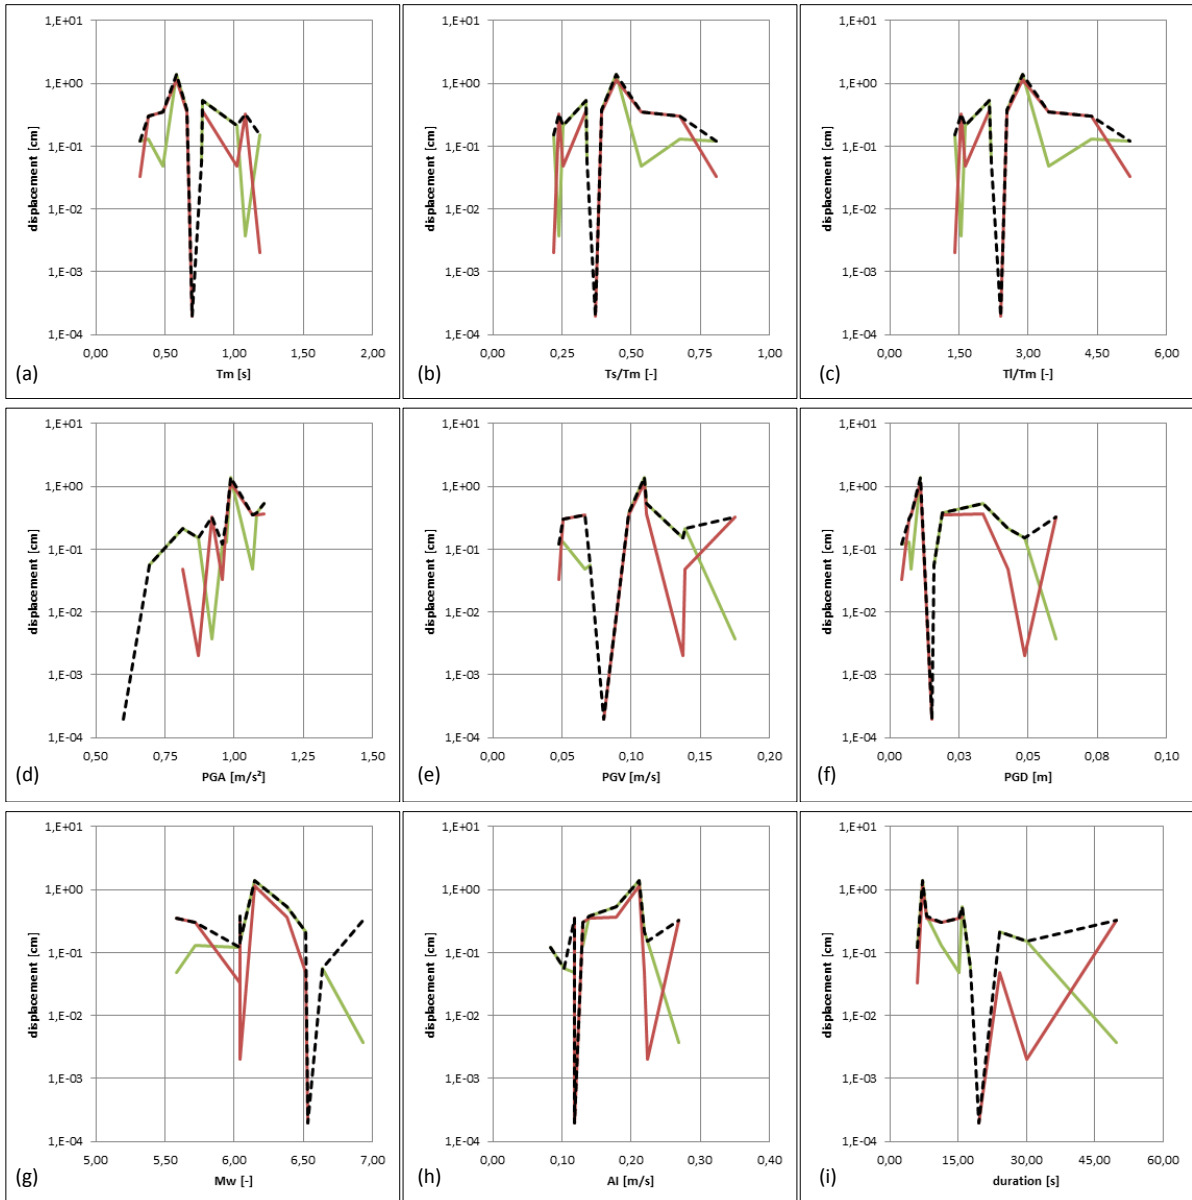 1,E+01
1,E+00
1,E-01
1,E-02
1,E-03
1,E-04
displacement [cm]
0,00 0,50 1,00 1,50 2,00
(a) Tm [s]
1,E+01
1,E+00
1,E-01
1,E-02
1,E-03
1,E-04
displacement [cm]
0,00 0,25 0,50 0,75 1,00
(b) Ts/Tm [-]
1,E+01
1,E+00
1,E-01
1,E-02
1,E-03
1,E-04
displacement [cm]
0,00 1,50 3,00 4,50 6,00
(c) Tl/Tm [-]
1,E+01
1,E+00
1,E-01
1,E-02
1,E-03
1,E-04
displacement [cm]
0,50 0,75 1,00 1,25 1,50
(d) PGA [m/s²]
1,E+01
1,E+00
1,E-01
1,E-02
1,E-03
1,E-04
displacement [cm]
0,00 0,05 0,10 0,15 0,20
(e) PGV [m/s]
1,E+01
1,E+00
1,E-01
1,E-02
1,E-03
1,E-04
displacement [cm]
0,00 0,03 0,05 0,08 0,10
(f) PGD [m]
1,E+01
1,E+00
1,E-01
1,E-02
1,E-03
1,E-04
displacement [cm]
5,00 5,50 6,00 6,50 7,00
(g) Mw [-]
1,E+01
1,E+00
1,E-01
1,E-02
1,E-03
1,E-04
displacement [cm]
0,00 0,10 0,20 0,30 0,40
(h) AI [m/s]
1,E+01
1,E+00
1,E-01
1,E-02
1,E-03
1,E-04
displacement [cm]
0,00 15,00 30,00 45,00 60,00
(i) duration [s]